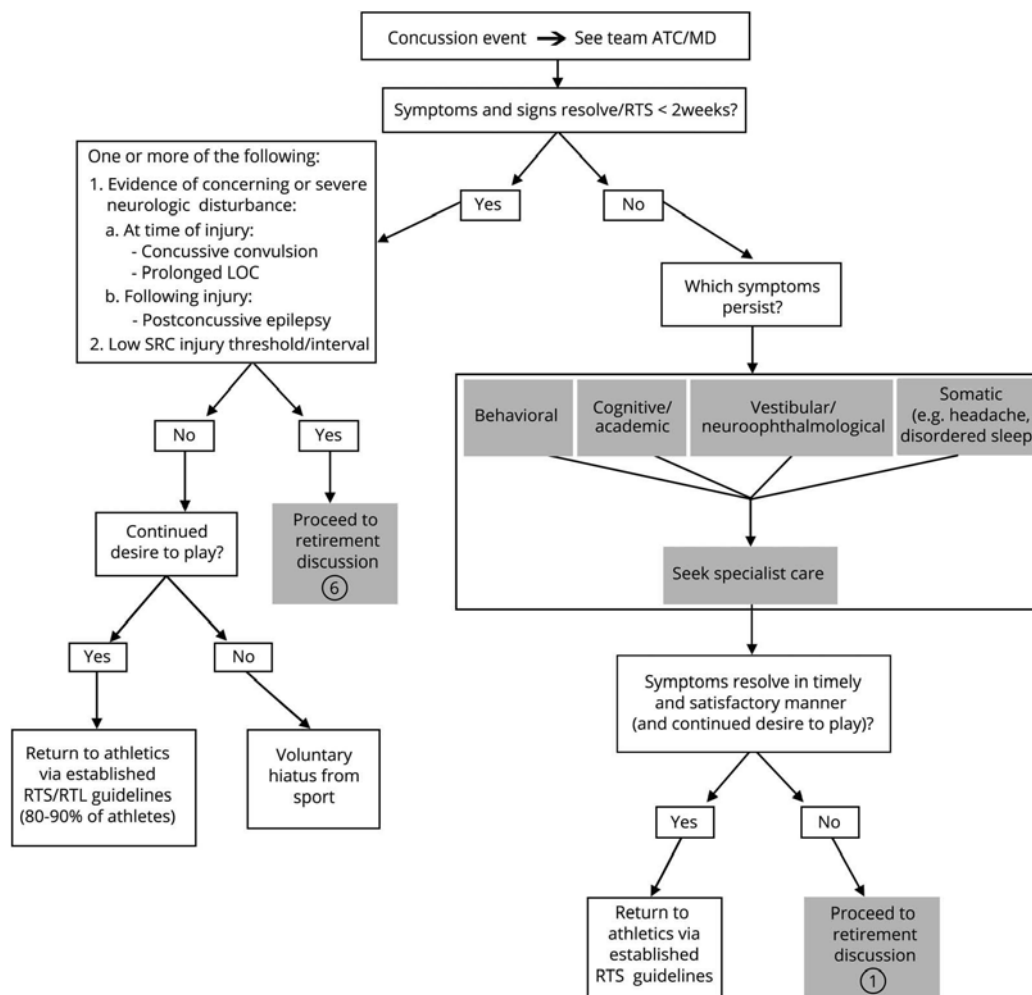 Concussion event → See team ATC/MD
Symptoms and signs resolve/RTS < 2weeks?
One or more of the following:
1. Evidence of concerning or severe
neurologic disturbance:
a. At time of injury:
- Concussive convulsion
- Prolonged LOC
b. Following injury:
- Postconcussive epilepsy
2. Low SRC injury threshold/interval
Yes
No
Which symptoms
persist?
Behavioral
Cognitive/
academic
Vestibular/
neuroophthalmological
Somatic
(e.g. headache,
disordered sleep
Seek specialist care
No
Yes
Continued
desire to play?
Proceed to
retirement
discussion
6
Yes
No
Return to athletics
via established
RTS/RTL guidelines
(80-90% of athletes)
Voluntary
hiatus from
sport
Symptoms resolve in timely
and satisfactory manner
(and continued desire to play)?
Yes
No
Return to
athletics via
established
RTS guidelines
Proceed to
retirement
discussion
1